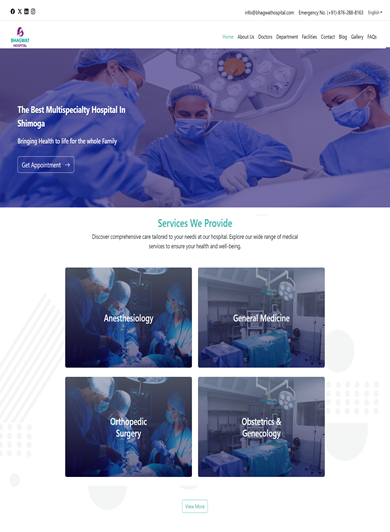 info@bhagwathospital.com Emergency No. (+91)-876-288-8163 English
BHAGWAT
HOSPITAL
Home About Us Doctors Department Facilities Contact Blog Gallery FAQs
The Best Multispecialty Hospital In
Shimoga
Bringing Health to life for the whole Family
Get Appointment →
Services We Provide
Discover comprehensive care tailored to your needs at our hospital. Explore our wide range of medical
services to ensure your health and well-being.
Anesthesiology
General Medicine
Orthopedic
Surgery
Obstetrics &
Genecology
View More